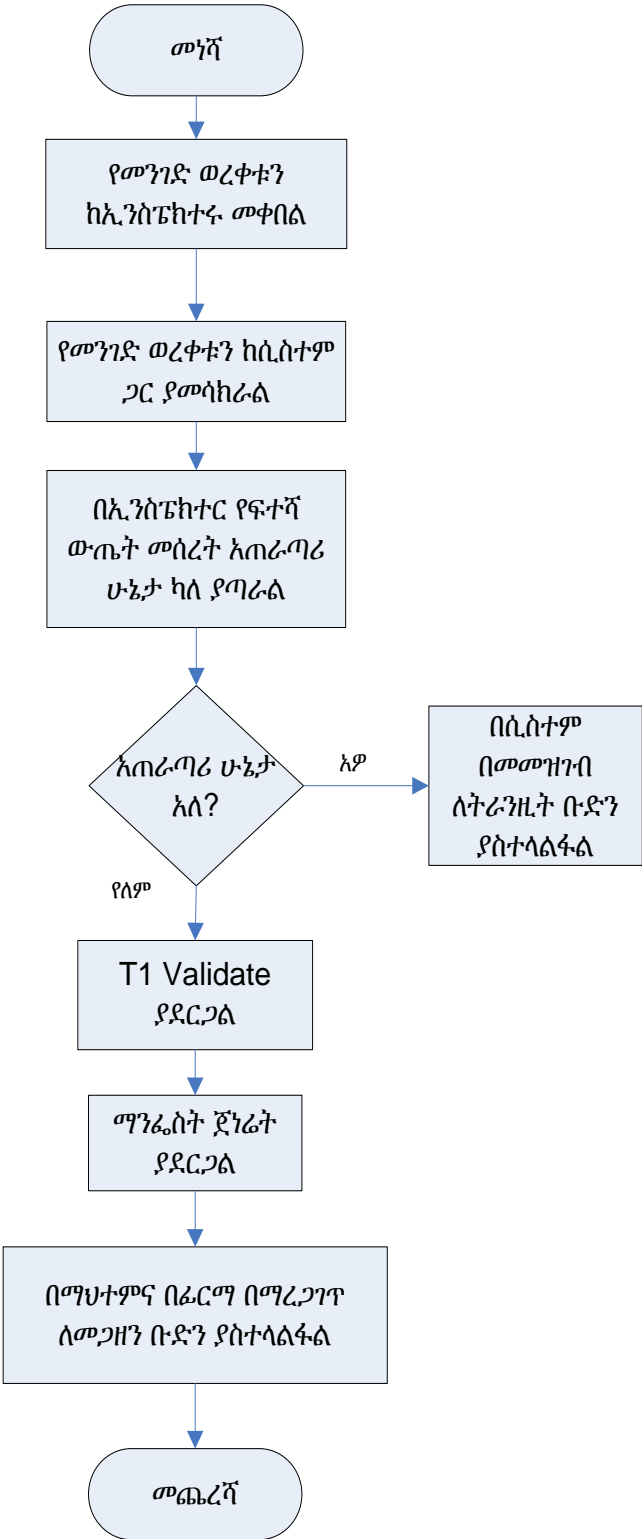 መነሻ
የመንገድ ወረቀቱን
ከኢንስፔክተሩ መቀበል
የመንገድ ወረቀቱን ከሲስተም
ጋር ያመሳክራል
በኢንስፔክተር የፍተሻ
ውጤት መሰረት አጠራጣሪ
ሁኔታ ካለ ያጣራል
አጠራጣሪ ሁኔታ
አለ?
አዎ
በሲስተም
በመመዝገብ
ለትራንዚት ቡድን
ያስተላልፋል
የለም
T1 Validate
ያደርጋል
ማንፌስት ጀነሬት
ያደርጋል
በማህተምና በፊርማ በማረጋገጥ
ለመጋዘን ቡድን ያስተላልፋል
መጨረሻ